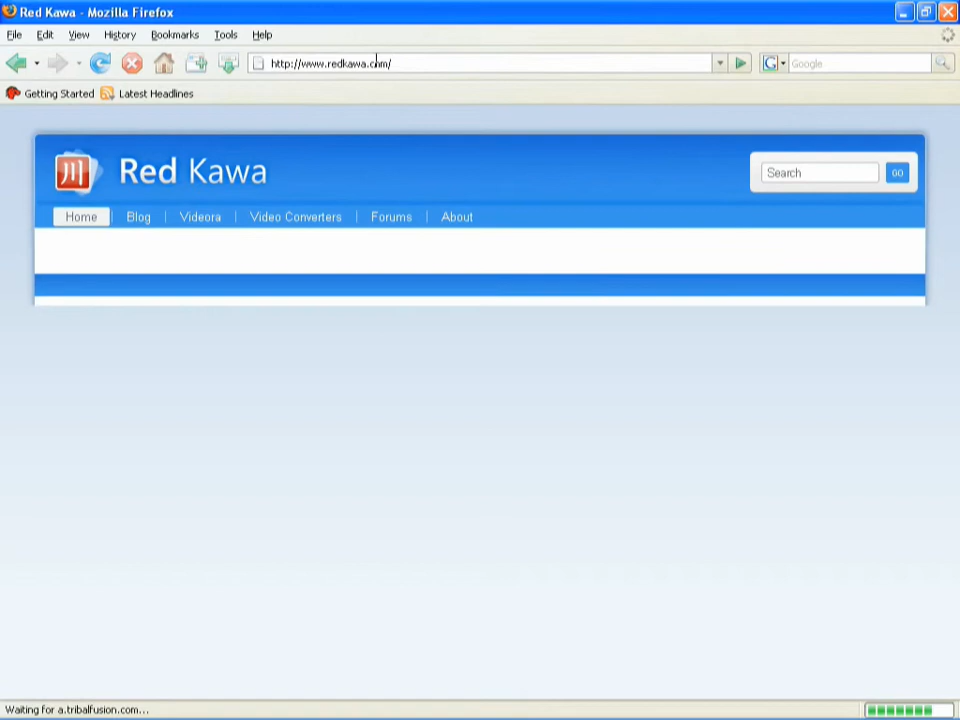 Red Kawa - Mozilla Firefox
File Edit View History Bookmarks Tools Help
http://www.redkawa.com/
Google
Getting Started Latest Headlines
川 Red Kawa
Search GO
Home Blog Videora Video Converters Forums About
Waiting for a.tribalfusion.com...